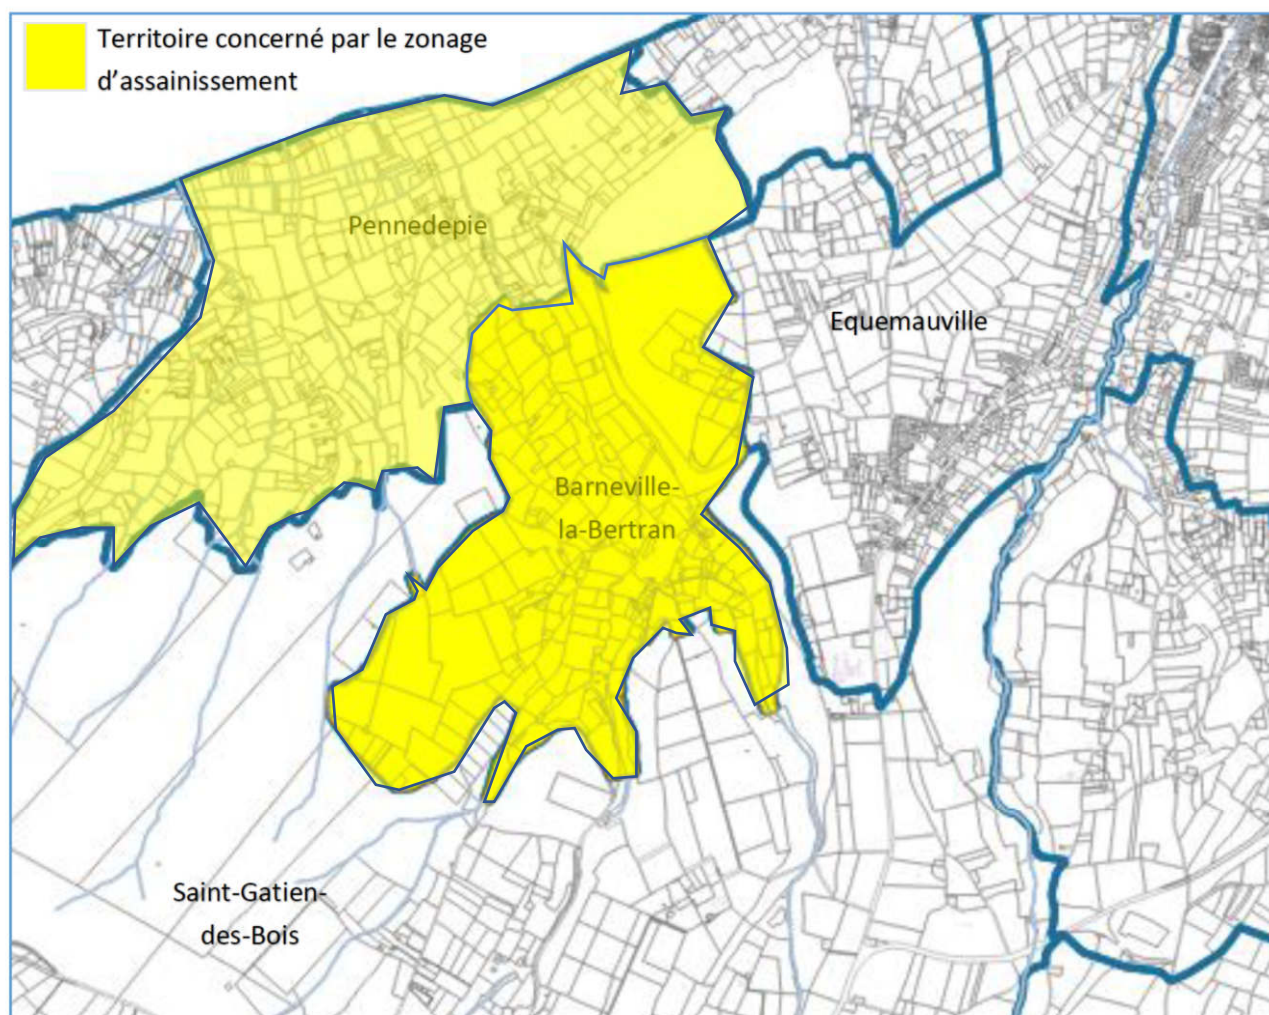 Territoire concerné par le zonage
d'assainissement
Pennedepie
Equemauville
Barneville-
la-Bertran
Saint-Gatien-
des-Bois